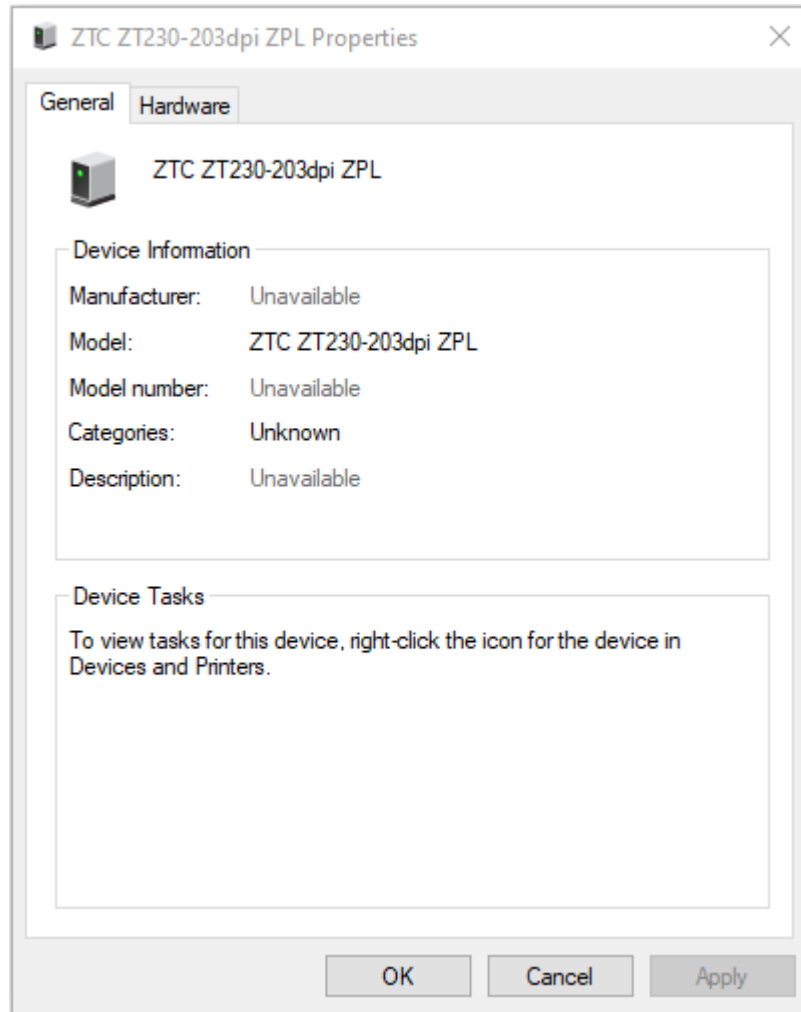 ZTC ZT230-203dpi ZPL Properties
General Hardware
ZTC ZT230-203dpi ZPL
Device Information
Manufacturer: Unavailable
Model: ZTC ZT230-203dpi ZPL
Model number: Unavailable
Categories: Unknown
Description: Unavailable
Device Tasks
To view tasks for this device, right-click the icon for the device in
Devices and Printers.
OK Cancel Apply